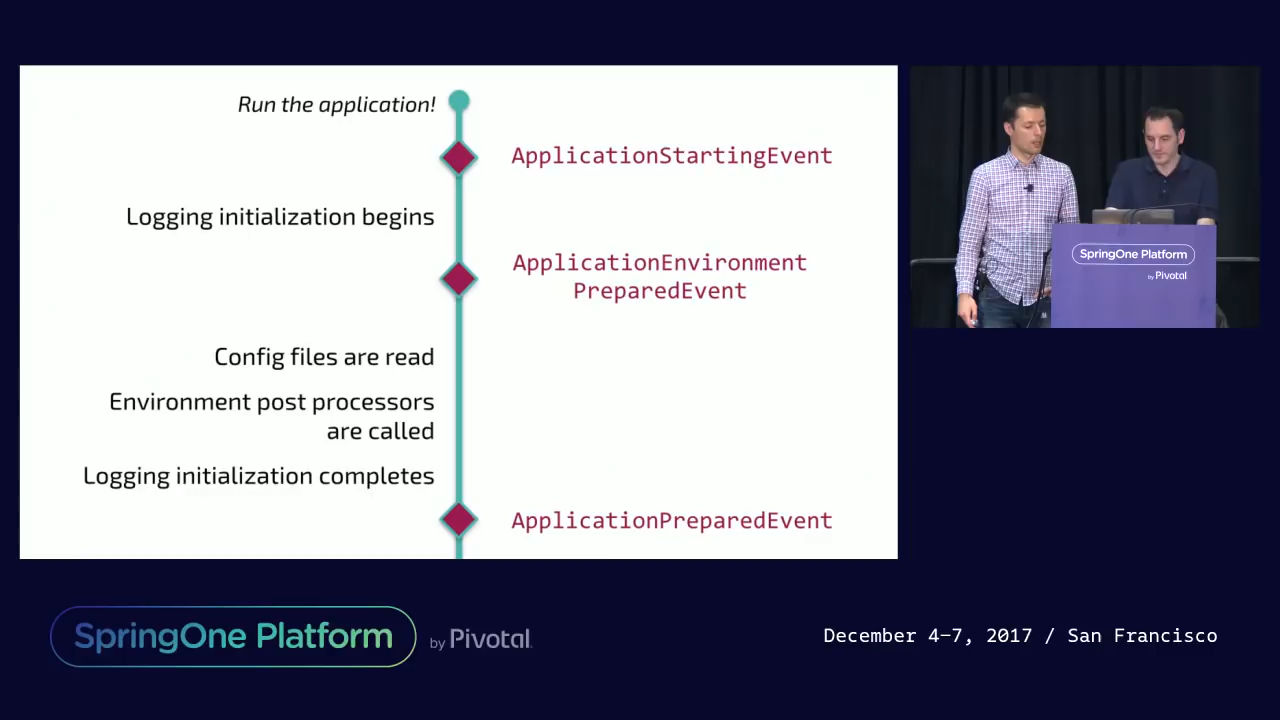 Run the application!
ApplicationStartingEvent
Logging initialization begins
ApplicationEnvironment
PreparedEvent
Config files are read
Environment post processors
are called
Logging initialization completes
ApplicationPreparedEvent
SpringOne Platform
by Pivotal
SpringOne Platform
by Pivotal.
December 4–7, 2017 / San Francisco